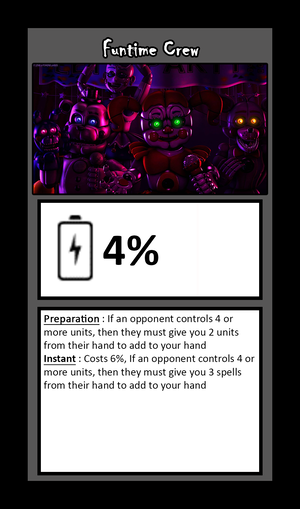 Funtime Crew
4%
Preparation : If an opponent controls 4 or
more units, then they must give you 2 units
from their hand to add to your hand
Instant : Costs 6%, If an opponent controls 4 or
more units, then they must give you 3 spells
from their hand to add to your hand